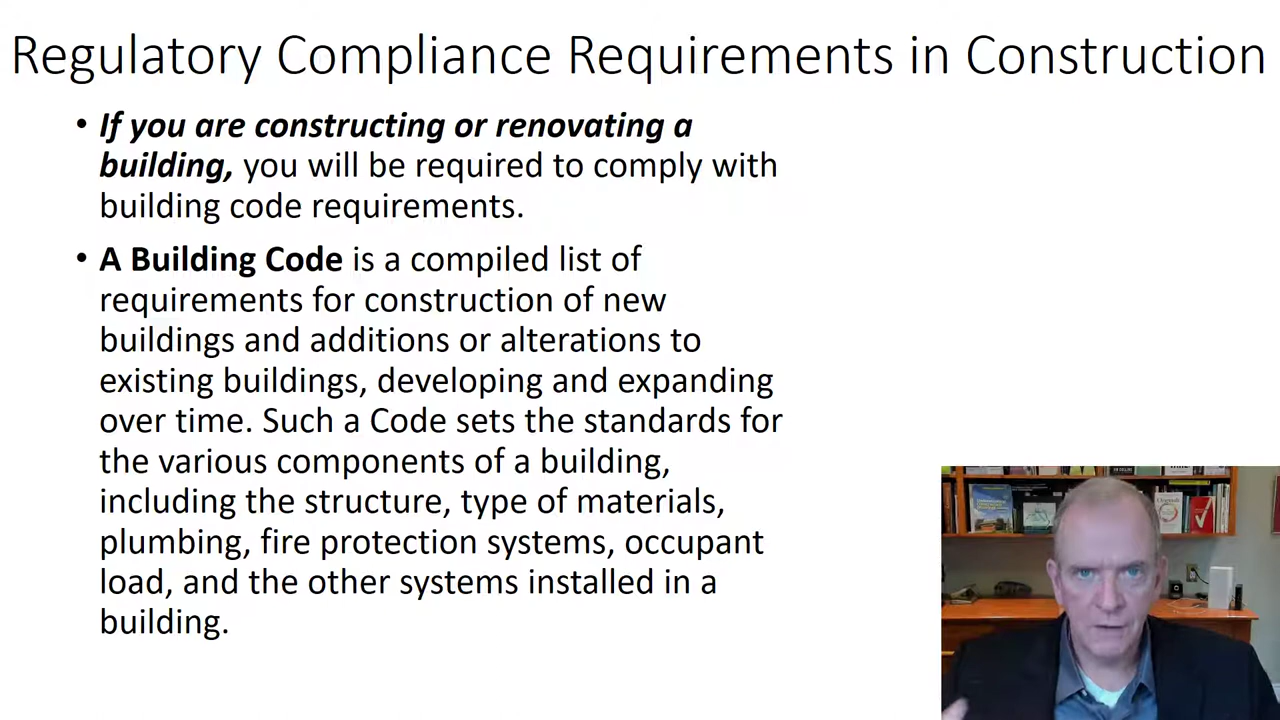 Regulatory Compliance Requirements in Construction
• If you are constructing or renovating a
building, you will be required to comply with
building code requirements.
• A Building Code is a compiled list of
requirements for construction of new
buildings and additions or alterations to
existing buildings, developing and expanding
over time. Such a Code sets the standards for
the various components of a building,
including the structure, type of materials,
plumbing, fire protection systems, occupant
load, and the other systems installed in a
building.